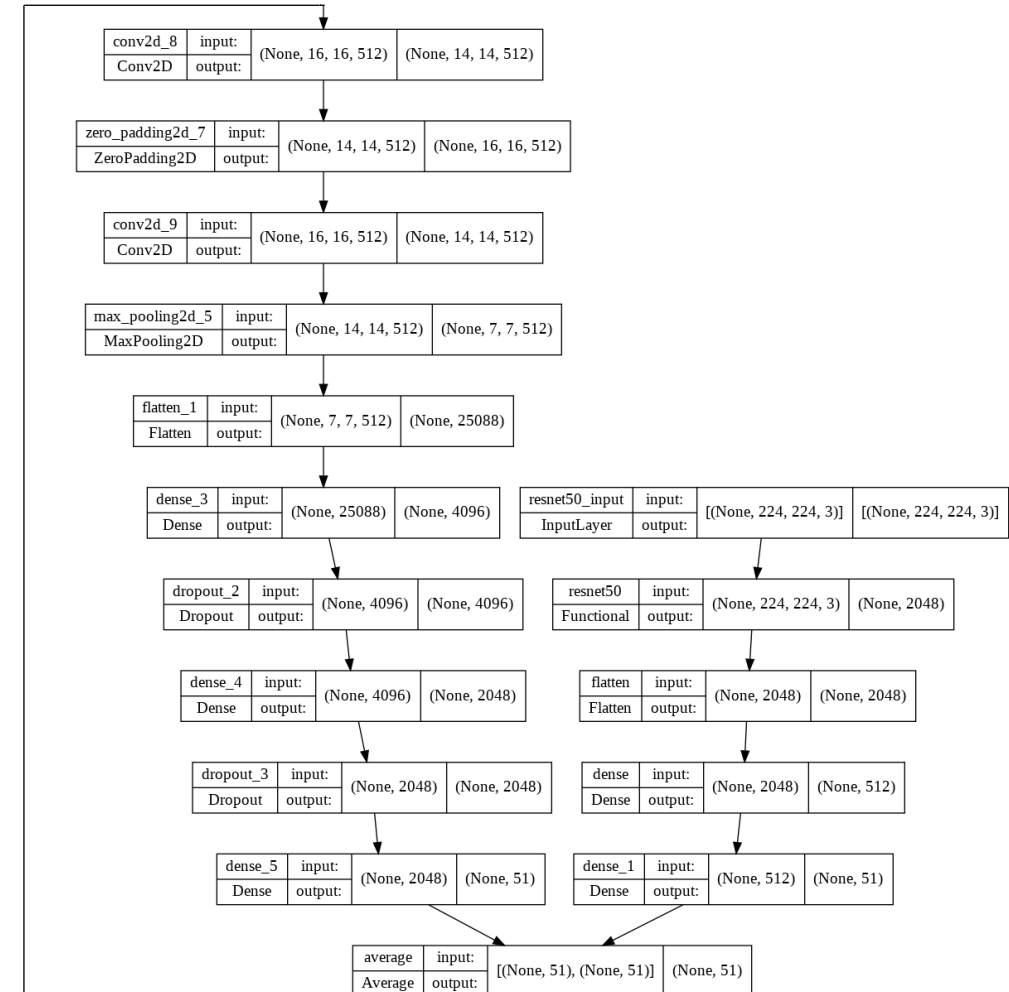 conv2d_8 input: (None, 16, 16, 512) (None, 14, 14, 512)
Conv2D output:
zero_padding2d_7 input: (None, 14, 14, 512) (None, 16, 16, 512)
ZeroPadding2D output:
conv2d_9 input: (None, 16, 16, 512) (None, 14, 14, 512)
Conv2D output:
max_pooling2d_5 input: (None, 14, 14, 512) (None, 7, 7, 512)
MaxPooling2D output:
flatten_1 input: (None, 7, 7, 512) (None, 25088)
Flatten output:
dense_3 input: (None, 25088) (None, 4096)
Dense output:
resnet50_input input: [(None, 224, 224, 3)] [(None, 224, 224, 3)]
InputLayer output:
dropout_2 input: (None, 4096) (None, 4096)
Dropout output:
resnet50 input: (None, 224, 224, 3) (None, 2048)
Functional output:
dense_4 input: (None, 4096) (None, 2048)
Dense output:
flatten input: (None, 2048) (None, 2048)
Flatten output:
dropout_3 input: (None, 2048) (None, 2048)
Dropout output:
dense input: (None, 2048) (None, 512)
Dense output:
dense_5 input: (None, 2048) (None, 51)
Dense output:
dense_1 input: (None, 512) (None, 51)
Dense output:
average input: [(None, 51), (None, 51)] (None, 51)
Average output: